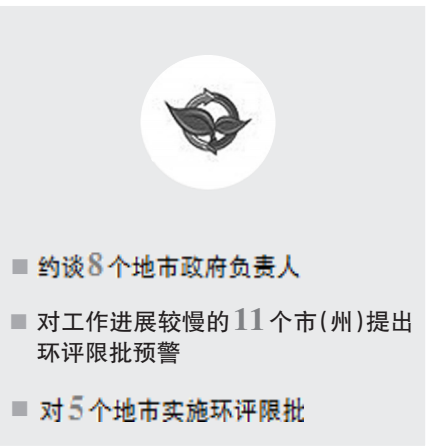 ■ 约谈8个地市政府负责人
■ 对工作进展较慢的11个市(州)提出
环评限批预警
■ 对5个地市实施环评限批